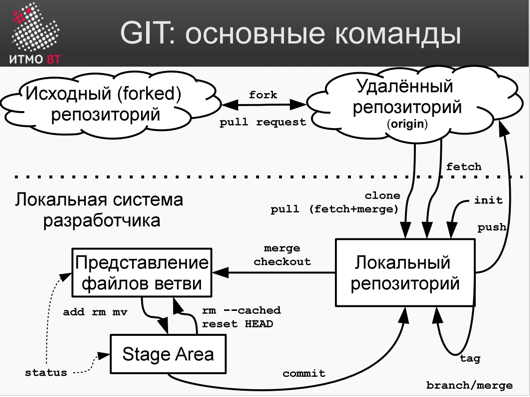 GIT: основные команды
ИТМО ВТ
Исходный (forked)
репозиторий
fork
pull request
Удалённый
репозиторий
(origin)
fetch
clone
pull (fetch+merge)
init
push
Локальная система
разработчика
merge
checkout
Представление
файлов ветви
Локальный
репозиторий
add rm mv
rm --cached
reset HEAD
Stage Area
status
commit
tag
branch/merge